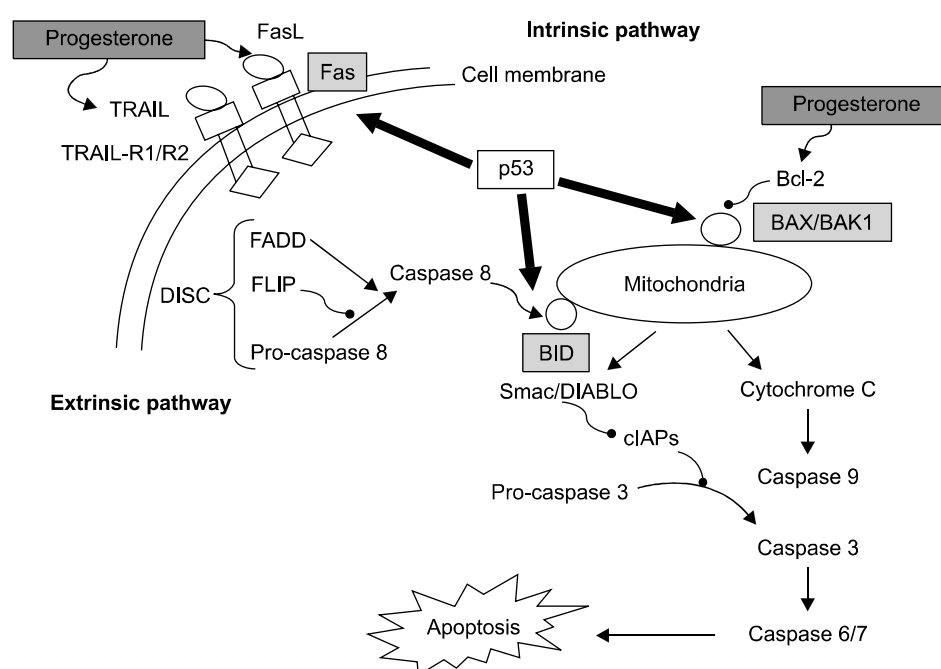 Progesterone
FasL
Intrinsic pathway
Fas
Cell membrane
TRAIL
Progesterone
TRAIL-R1/R2
p53
Bcl-2
BAX/BAK1
FADD
Caspase 8
Mitochondria
DISC
FLIP
Pro-caspase 8
BID
Extrinsic pathway
Smac/DIABLO
Cytochrome C
cIAPs
Caspase 9
Pro-caspase 3
Caspase 3
Apoptosis
Caspase 6/7